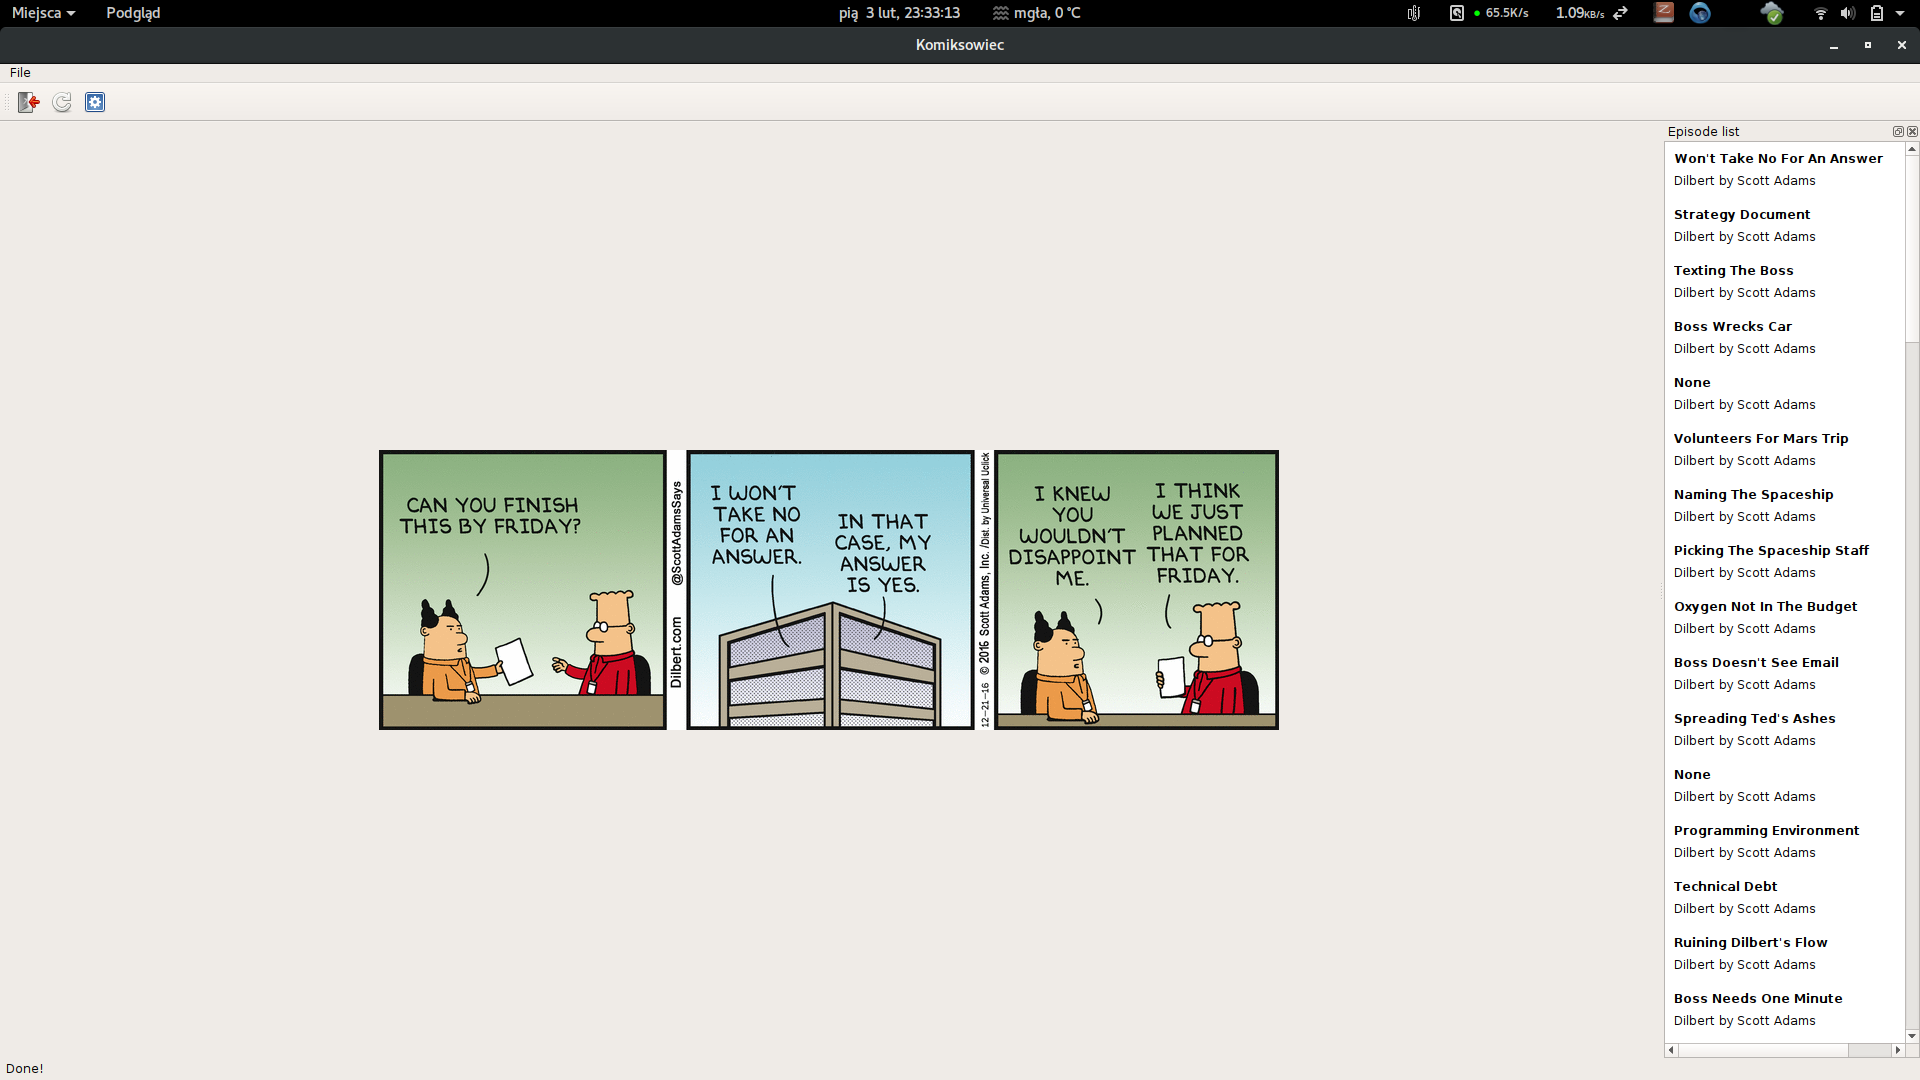 Miejsca Podgląd pią 3 lut, 23:33:13 mgła, 0 °C 65.5K/s 1.09KB/s
Komiksowiec
File
Episode list
Won't Take No For An Answer
Dilbert by Scott Adams
Strategy Document
Dilbert by Scott Adams
Texting The Boss
Dilbert by Scott Adams
Boss Wrecks Car
Dilbert by Scott Adams
None
Dilbert by Scott Adams
Volunteers For Mars Trip
Dilbert by Scott Adams
Naming The Spaceship
Dilbert by Scott Adams
Picking The Spaceship Staff
Dilbert by Scott Adams
Oxygen Not In The Budget
Dilbert by Scott Adams
Boss Doesn't See Email
Dilbert by Scott Adams
Spreading Ted's Ashes
Dilbert by Scott Adams
None
Dilbert by Scott Adams
Programming Environment
Dilbert by Scott Adams
Technical Debt
Dilbert by Scott Adams
Ruining Dilbert's Flow
Dilbert by Scott Adams
Boss Needs One Minute
Dilbert by Scott Adams
CAN YOU FINISH
THIS BY FRIDAY?
Dilbert.com @ScottAdamsSays
I WON'T
TAKE NO
FOR AN
ANSWER.
IN THAT
CASE, MY
ANSWER
IS YES.
12-21-16 © 2016 Scott Adams, Inc. /Dist. by Universal Uclick
I KNEW
YOU
WOULDN'T
DISAPPOINT
ME.
I THINK
WE JUST
PLANNED
THAT FOR
FRIDAY.
Done!